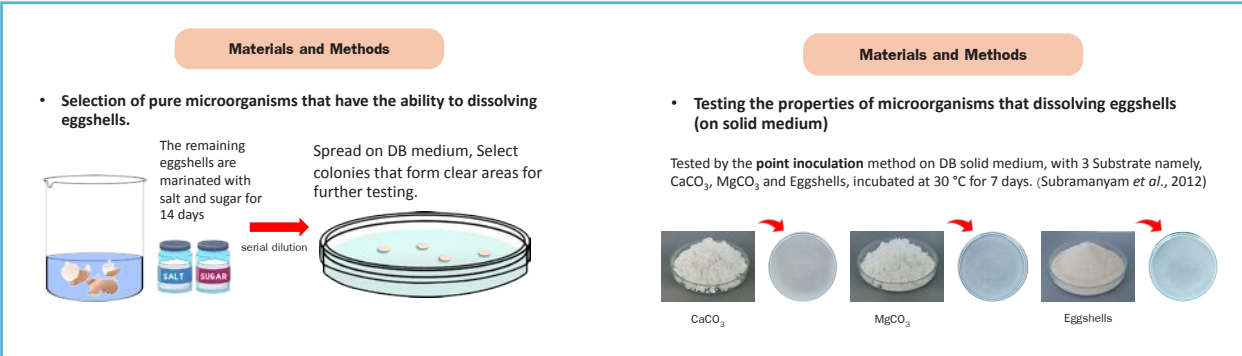 Materials and Methods
• Selection of pure microorganisms that have the ability to dissolving
eggshells.
The remaining
eggshells are
marinated with
salt and sugar for
14 days
serial dilution
SALT
SUGAR
Spread on DB medium, Select
colonies that form clear areas for
further testing.
Materials and Methods
• Testing the properties of microorganisms that dissolving eggshells
(on solid medium)
Tested by the point inoculation method on DB solid medium, with 3 Substrate namely,
CaCO₃, MgCO₃ and Eggshells, incubated at 30 °C for 7 days. (Subramanyam et al., 2012)
CaCO₃
MgCO₃
Eggshells